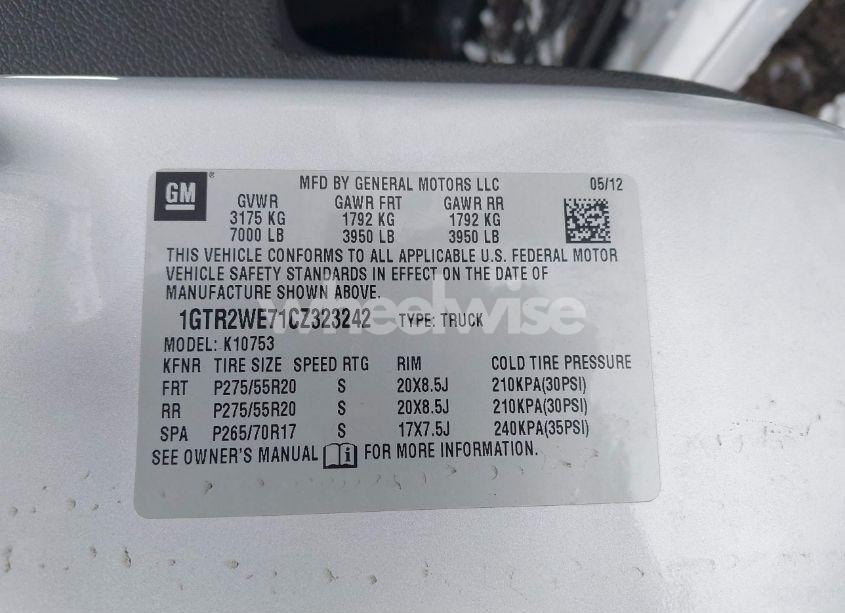 GM ®
MFD BY GENERAL MOTORS LLC 05/12
GVWR GAWR FRT GAWR RR
3175 KG 1792 KG 1792 KG
7000 LB 3950 LB 3950 LB
THIS VEHICLE CONFORMS TO ALL APPLICABLE U.S. FEDERAL MOTOR
VEHICLE SAFETY STANDARDS IN EFFECT ON THE DATE OF
MANUFACTURE SHOWN ABOVE.
wheelwise
1GTR2WE71CZ323242 TYPE: TRUCK
MODEL: K10753
KFNR TIRE SIZE SPEED RTG RIM COLD TIRE PRESSURE
FRT P275/55R20 S 20X8.5J 210KPA(30PSI)
RR P275/55R20 S 20X8.5J 210KPA(30PSI)
SPA P265/70R17 S 17X7.5J 240KPA(35PSI)
SEE OWNER'S MANUAL i FOR MORE INFORMATION.